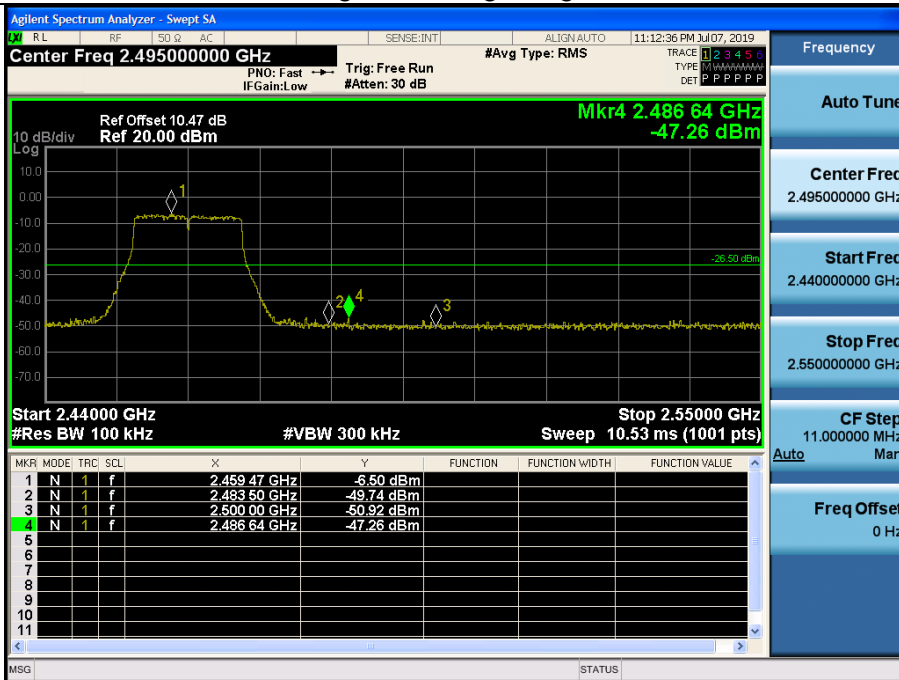 Agilent Spectrum Analyzer - Swept SA
LXI RL RF 50 Ω AC SENSE:INT ALIGN AUTO 11:12:36 PM Jul 07, 2019
Center Freq 2.495000000 GHz #Avg Type: RMS TRACE 1 2 3 4 5 6
PNO: Fast Trig: Free Run TYPE M WWWWW
IFGain:Low #Atten: 30 dB DET P P P P P P
Ref Offset 10.47 dB
Mkr4 2.486 64 GHz
10 dB/div Ref 20.00 dBm -47.26 dBm
Log
10.0
0.00
-10.0
-20.0
-30.0
-40.0
-50.0
-60.0
-70.0
1
-26.50 dBm
2 4 3
Start 2.44000 GHz Stop 2.55000 GHz
#Res BW 100 kHz #VBW 300 kHz Sweep 10.53 ms (1001 pts)
MKR MODE TRC SCL X Y FUNCTION FUNCTION WIDTH FUNCTION VALUE
1 N 1 f 2.459 47 GHz -6.50 dBm
2 N 1 f 2.483 50 GHz -49.74 dBm
3 N 1 f 2.500 00 GHz -50.92 dBm
4 N 1 f 2.486 64 GHz -47.26 dBm
5
6
7
8
9
10
11
MSG STATUS
Frequency
Auto Tune
Center Freq
2.495000000 GHz
Start Freq
2.440000000 GHz
Stop Freq
2.550000000 GHz
CF Step
11.000000 MHz
Auto Man
Freq Offset
0 Hz